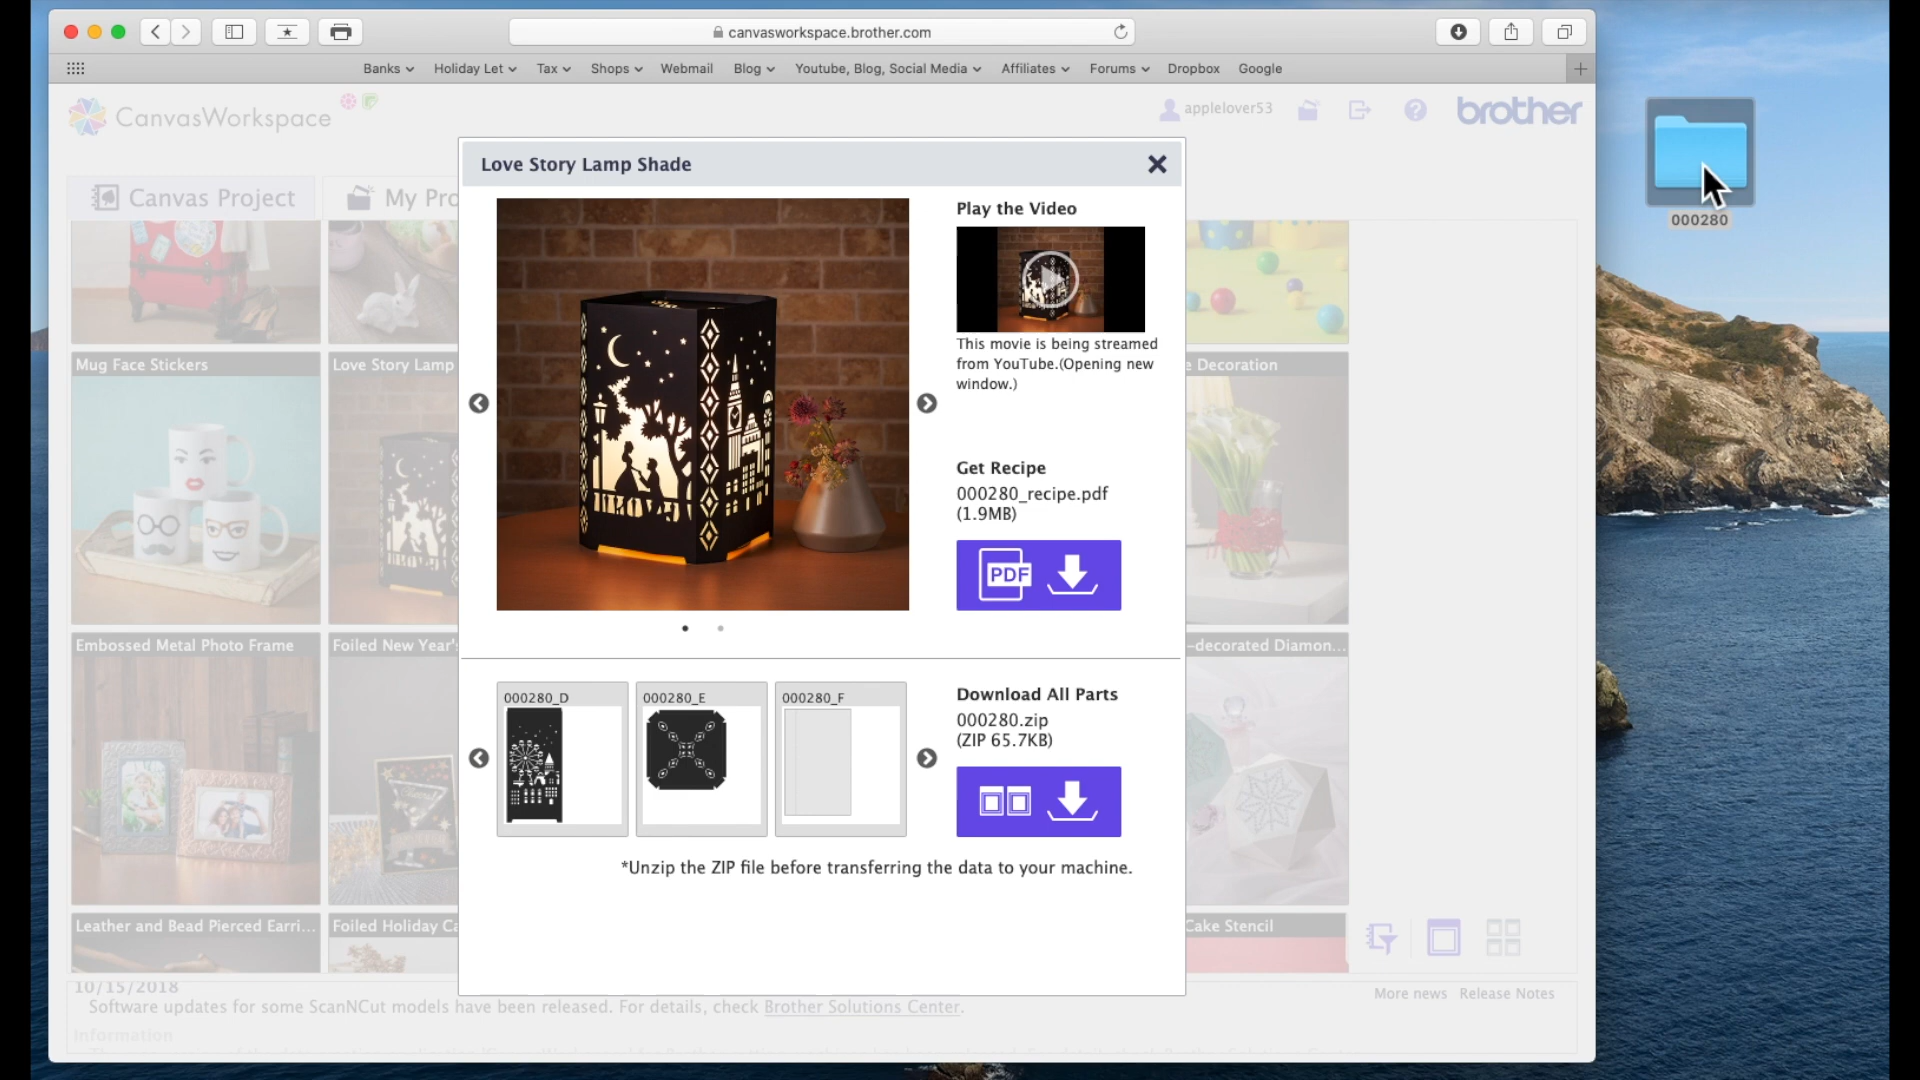 canvasworkspace.brother.com
Banks
Holiday Let
Tax
Shops
Webmail
Blog
Youtube, Blog, Social Media
Affiliates
Forums
Dropbox
Google
CanvasWorkspace
applelover53
brother
000280
Canvas Project
My Pro
Love Story Lamp Shade
Play the Video
This movie is being streamed
from YouTube.(Opening new
window.)
Get Recipe
000280_recipe.pdf
(1.9MB)
PDF
Mug Face Stickers
Love Story Lamp
e Decoration
Embossed Metal Photo Frame
Foiled New Year's
-decorated Diamon...
000280_D
000280_E
000280_F
Download All Parts
000280.zip
(ZIP 65.7KB)
*Unzip the ZIP file before transferring the data to your machine.
Leather and Bead Pierced Earri...
Foiled Holiday Ca
Cake Stencil
10/15/2018
Software updates for some ScanNCut models have been released. For details, check Brother Solutions Center.
More news
Release Notes
Information